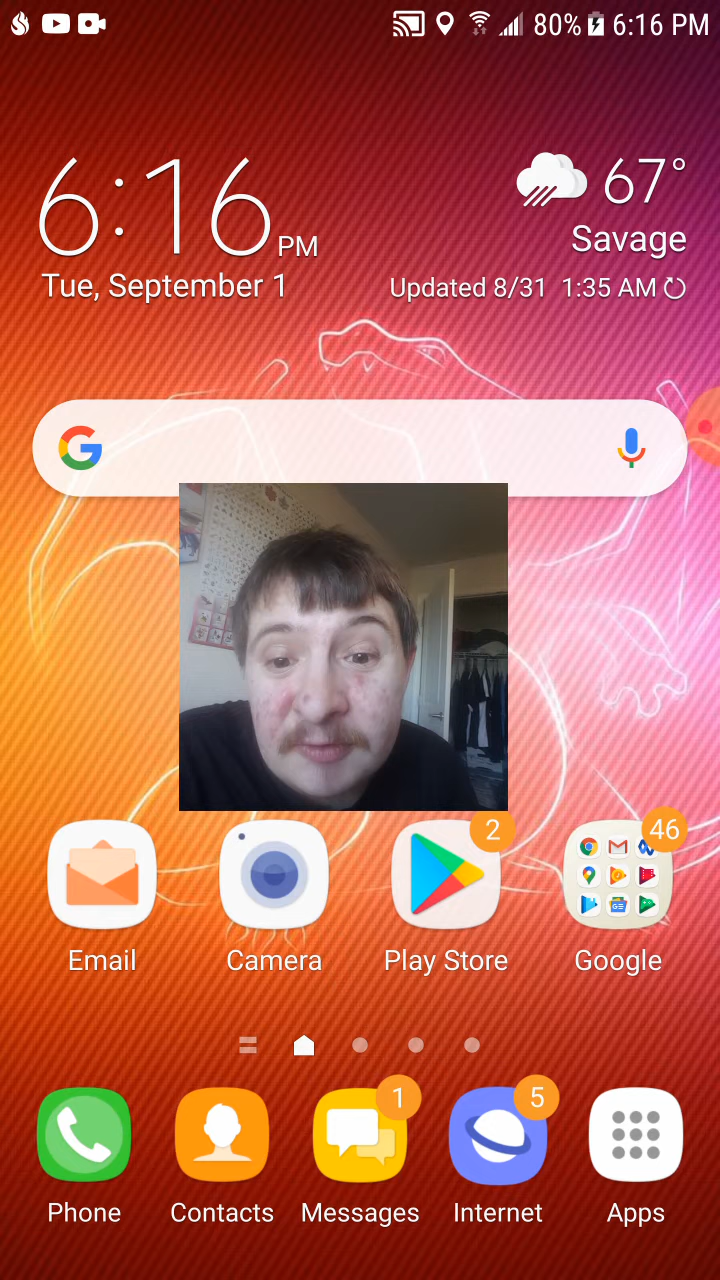 80% 6:16 PM
6:16 PM
67°
Savage
Tue, September 1
Updated 8/31 1:35 AM
2
46
Email
Camera
Play Store
Google
1
5
Phone
Contacts
Messages
Internet
Apps